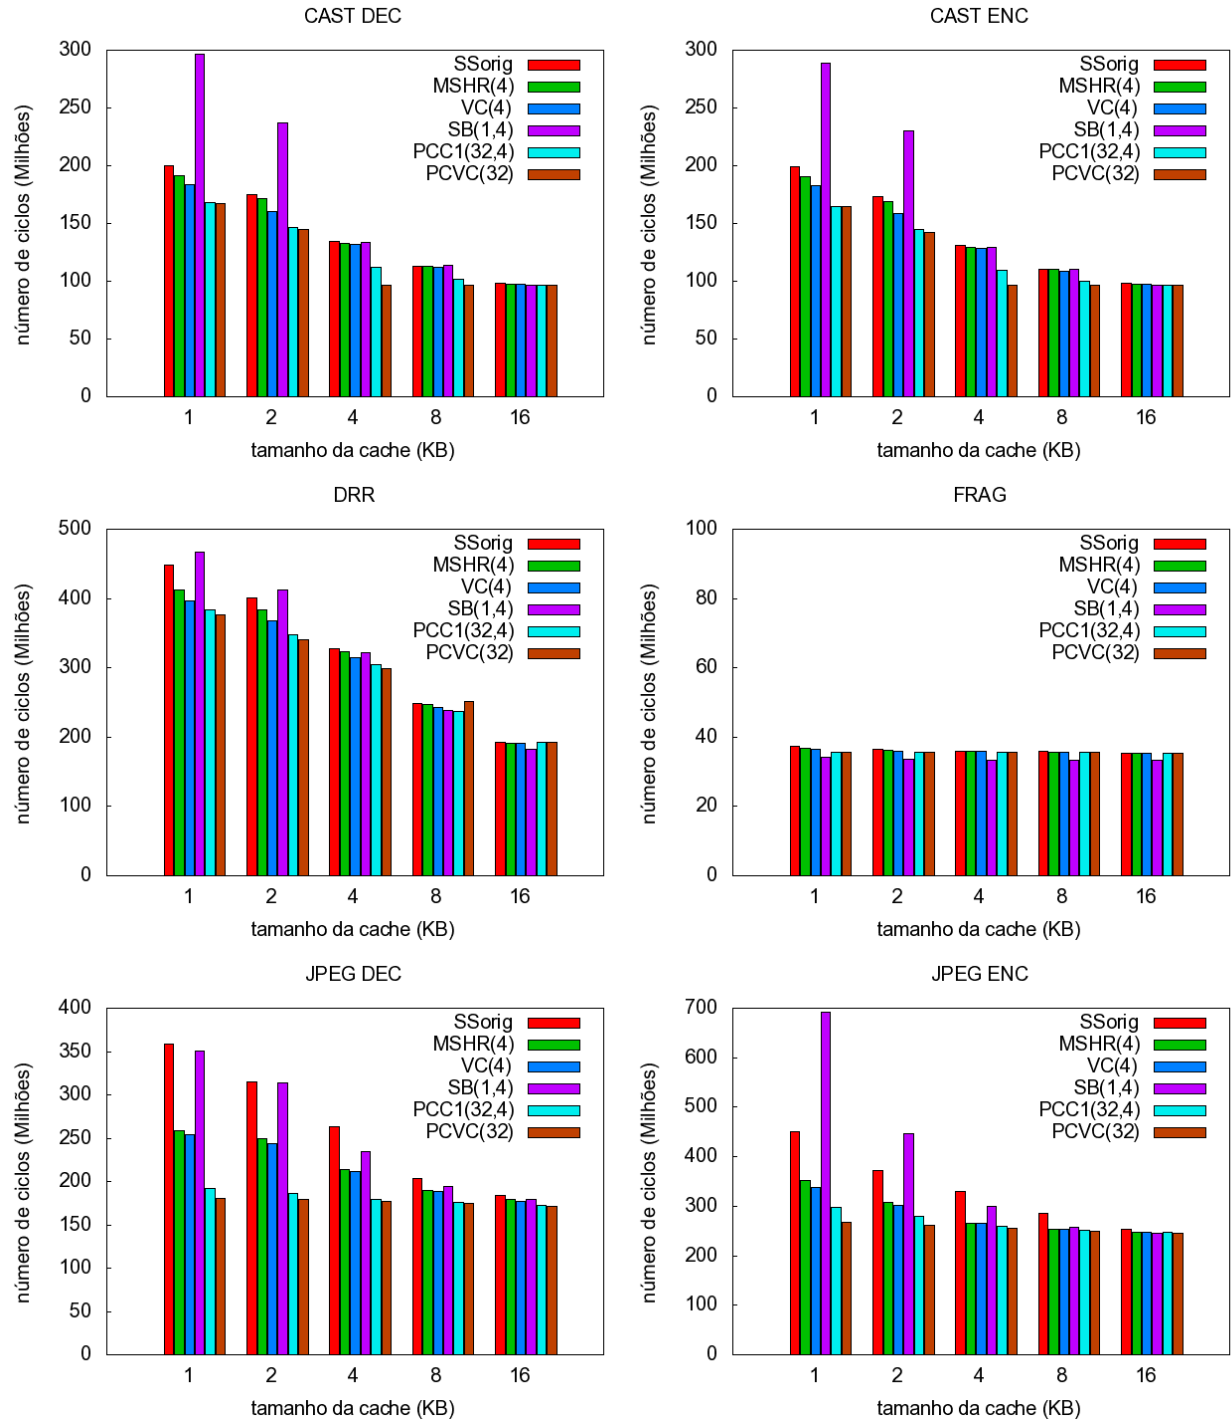 CAST DEC
número de ciclos (Milhões)
300
250
200
150
100
50
0
SSorig
MSHR(4)
VC(4)
SB(1,4)
PCC1(32,4)
PCVC(32)
1 2 4 8 16
tamanho da cache (KB)
CAST ENC
número de ciclos (Milhões)
300
250
200
150
100
50
0
SSorig
MSHR(4)
VC(4)
SB(1,4)
PCC1(32,4)
PCVC(32)
1 2 4 8 16
tamanho da cache (KB)
DRR
número de ciclos (Milhões)
500
400
300
200
100
0
SSorig
MSHR(4)
VC(4)
SB(1,4)
PCC1(32,4)
PCVC(32)
1 2 4 8 16
tamanho da cache (KB)
FRAG
número de ciclos (Milhões)
100
80
60
40
20
0
SSorig
MSHR(4)
VC(4)
SB(1,4)
PCC1(32,4)
PCVC(32)
1 2 4 8 16
tamanho da cache (KB)
JPEG DEC
número de ciclos (Milhões)
400
350
300
250
200
150
100
50
0
SSorig
MSHR(4)
VC(4)
SB(1,4)
PCC1(32,4)
PCVC(32)
1 2 4 8 16
tamanho da cache (KB)
JPEG ENC
número de ciclos (Milhões)
700
600
500
400
300
200
100
0
SSorig
MSHR(4)
VC(4)
SB(1,4)
PCC1(32,4)
PCVC(32)
1 2 4 8 16
tamanho da cache (KB)